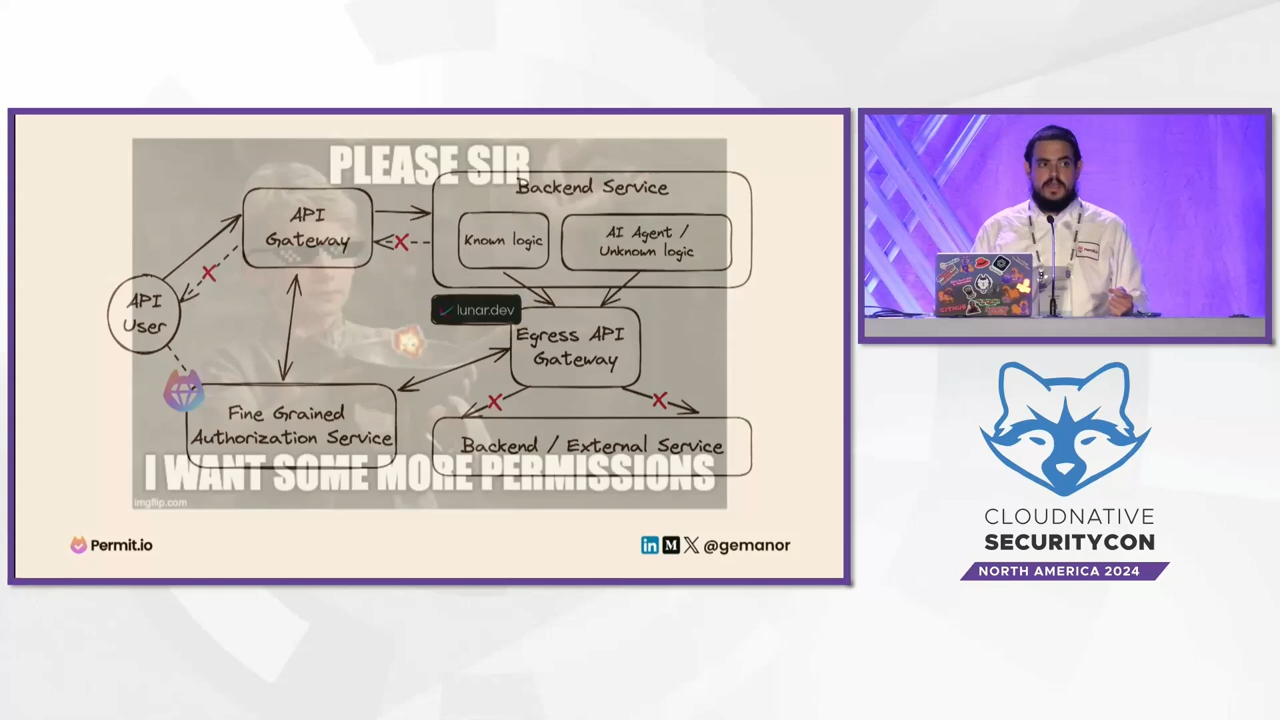 PLEASE SIR
Backend Service
API
Gateway
Known logic
AI Agent /
Unknown logic
API
User
lunar.dev
Egress API
Gateway
Fine Grained
Authorization Service
Backend / External Service
I WANT SOME MORE PERMISSIONS
imgflip.com
Permit.io
in M X @gemanor
CLOUDNATIVE
SECURITYCON
NORTH AMERICA 2024